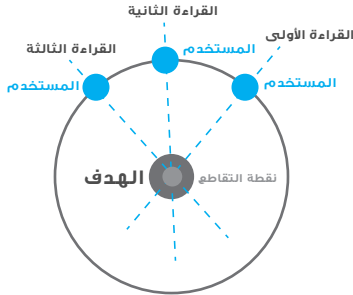 القراءة الثانية
القراءة الأولى
المستخدم
القراءة الثالثة
المستخدم
المستخدم
الهدف
نقطة التقاطع